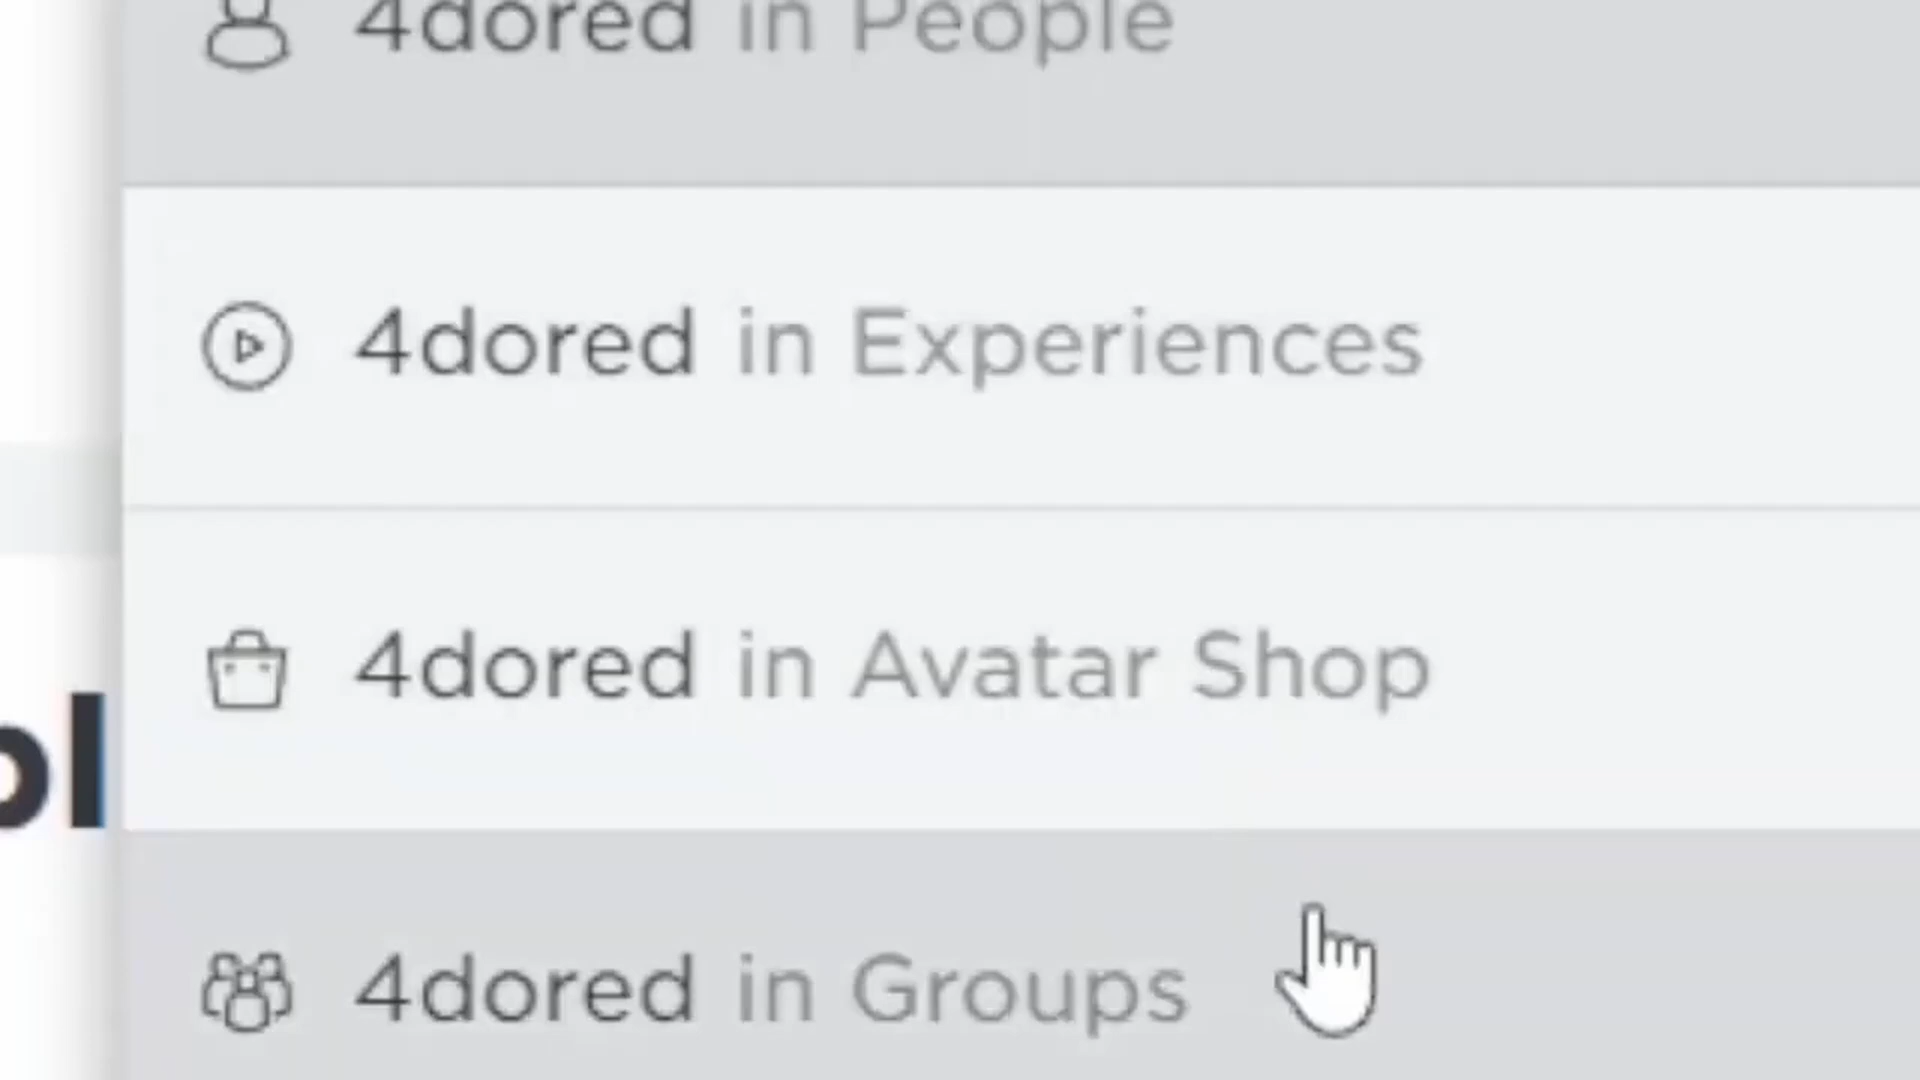 4dored in People
4dored in Experiences
4dored in Avatar Shop
4dored in Groups